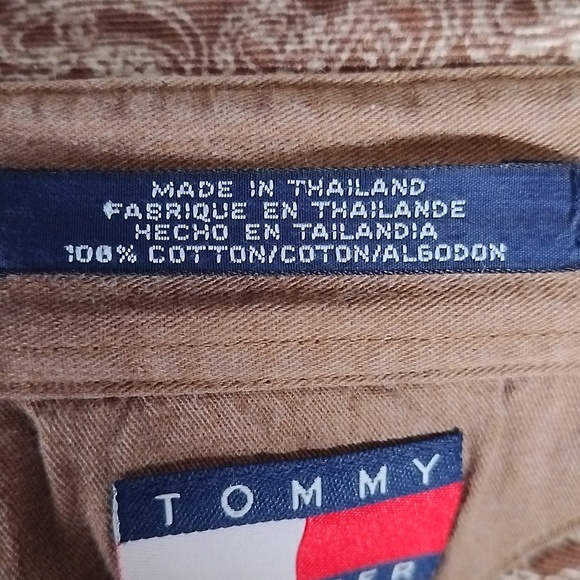 MADE IN THAILAND
FABRIQUE EN THAILANDE
HECHO EN TAILANDIA
100% COTTON/COTON/ALGODON
TOMMY